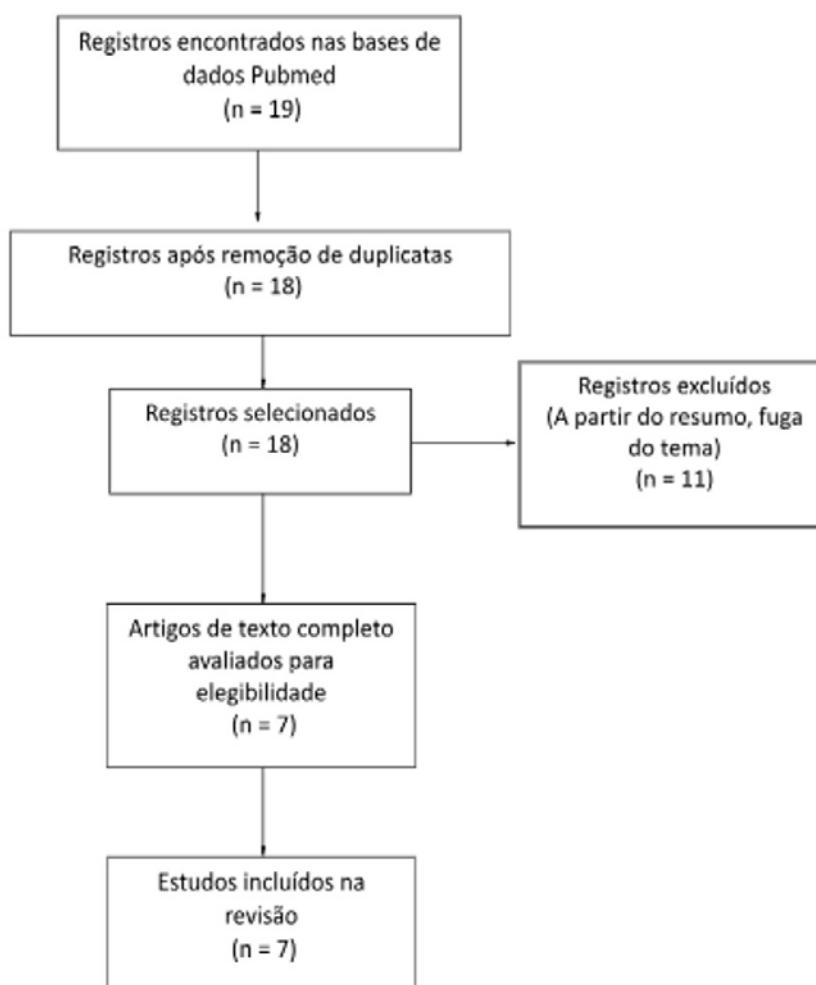 Registros encontrados nas bases de
dados Pubmed
(n = 19)
Registros após remoção de duplicatas
(n = 18)
Registros selecionados
(n = 18)
Registros excluídos
(A partir do resumo, fuga
do tema)
(n = 11)
Artigos de texto completo
avaliados para
elegibilidade
(n = 7)
Estudos incluídos na
revisão
(n = 7)